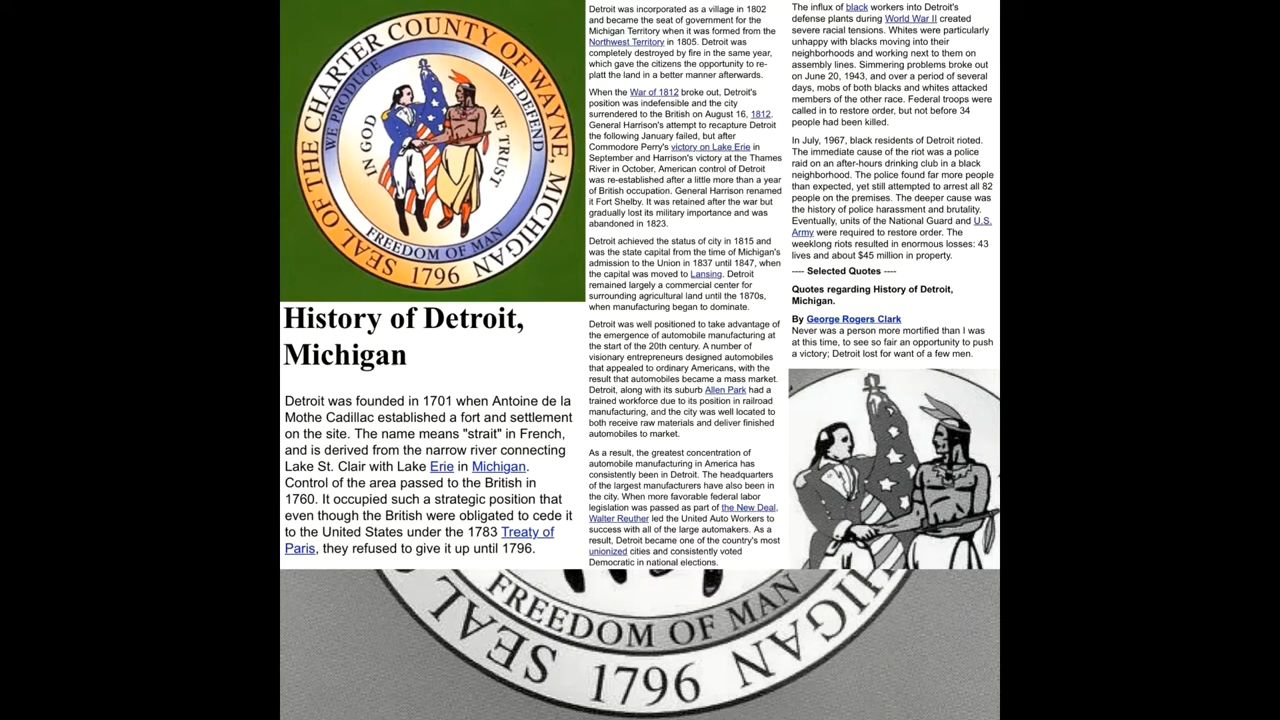 SEAL OF THE CHARTER COUNTY OF WAYNE, MICHIGAN
WE PRODUCE
WE DEFEND
IN GOD
WE TRUST
FREEDOM OF MAN
1796
History of Detroit,
Michigan
Detroit was founded in 1701 when Antoine de la
Mothe Cadillac established a fort and settlement
on the site. The name means "strait" in French,
and is derived from the narrow river connecting
Lake St. Clair with Lake Erie in Michigan.
Control of the area passed to the British in
1760. It occupied such a strategic position that
even though the British were obligated to cede it
to the United States under the 1783 Treaty of
Paris, they refused to give it up until 1796.
Detroit was incorporated as a village in 1802
and became the seat of government for the
Michigan Territory when it was formed from the
Northwest Territory in 1805. Detroit was
completely destroyed by fire in the same year,
which gave the citizens the opportunity to re-
platt the land in a better manner afterwards.
When the War of 1812 broke out, Detroit's
position was indefensible and the city
surrendered to the British on August 16, 1812.
General Harrison's attempt to recapture Detroit
the following January failed, but after
Commodore Perry's victory on Lake Erie in
September and Harrison's victory at the Thames
River in October, American control of Detroit
was re-established after a little more than a year
of British occupation. General Harrison renamed
it Fort Shelby. It was retained after the war but
gradually lost its military importance and was
abandoned in 1823.
Detroit achieved the status of city in 1815 and
was the state capital from the time of Michigan's
admission to the Union in 1837 until 1847, when
the capital was moved to Lansing. Detroit
remained largely a commercial center for
surrounding agricultural land until the 1870s,
when manufacturing began to dominate.
Detroit was well positioned to take advantage of
the emergence of automobile manufacturing at
the start of the 20th century. A number of
visionary entrepreneurs designed automobiles
that appealed to ordinary Americans, with the
result that automobiles became a mass market.
Detroit, along with its suburb Allen Park had a
trained workforce due to its position in railroad
manufacturing, and the city was well located to
both receive raw materials and deliver finished
automobiles to market.
As a result, the greatest concentration of
automobile manufacturing in America has
consistently been in Detroit. The headquarters
of the largest manufacturers have also been in
the city. When more favorable federal labor
legislation was passed as part of the New Deal,
Walter Reuther led the United Auto Workers to
success with all of the large automakers. As a
result, Detroit became one of the country's most
unionized cities and consistently voted
Democratic in national elections.
The influx of black workers into Detroit's
defense plants during World War II created
severe racial tensions. Whites were particularly
unhappy with blacks moving into their
neighborhoods and working next to them on
assembly lines. Simmering problems broke out
on June 20, 1943, and over a period of several
days, mobs of both blacks and whites attacked
members of the other race. Federal troops were
called in to restore order, but not before 34
people had been killed.
In July, 1967, black residents of Detroit rioted.
The immediate cause of the riot was a police
raid on an after-hours drinking club in a black
neighborhood. The police found far more people
than expected, yet still attempted to arrest all 82
people on the premises. The deeper cause was
the history of police harassment and brutality.
Eventually, units of the National Guard and U.S.
Army were required to restore order. The
weeklong riots resulted in enormous losses: 43
lives and about $45 million in property.
---- Selected Quotes ----
Quotes regarding History of Detroit,
Michigan.
By George Rogers Clark
Never was a person more mortified than I was
at this time, to see so fair an opportunity to push
a victory; Detroit lost for want of a few men.
FREEDOM OF MAN
SEAL 1796 HIGAN